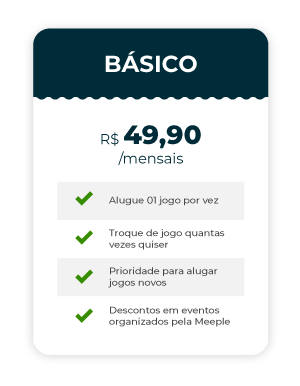 BÁSICO
R$ 49,90
/mensais
Alugue 01 jogo por vez
Troque de jogo quantas
vezes quiser
Prioridade para alugar
jogos novos
Descontos em eventos
organizados pela Meeple